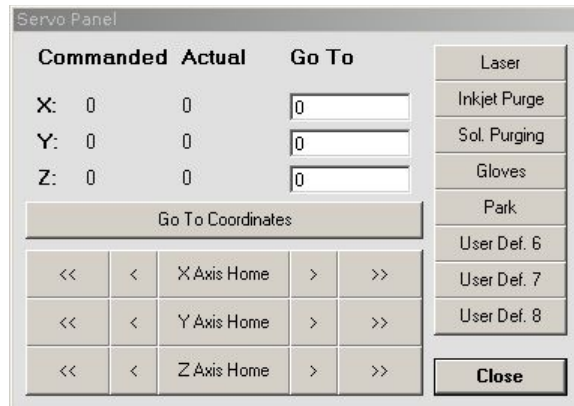 Servo Panel
Commanded Actual Go To
X: 0 0 0
Y: 0 0 0
Z: 0 0 0
Go To Coordinates
<< < X Axis Home > >>
<< < Y Axis Home > >>
<< < Z Axis Home > >>
Laser
Inkjet Purge
Sol. Purging
Gloves
Park
User Def. 6
User Def. 7
User Def. 8
Close